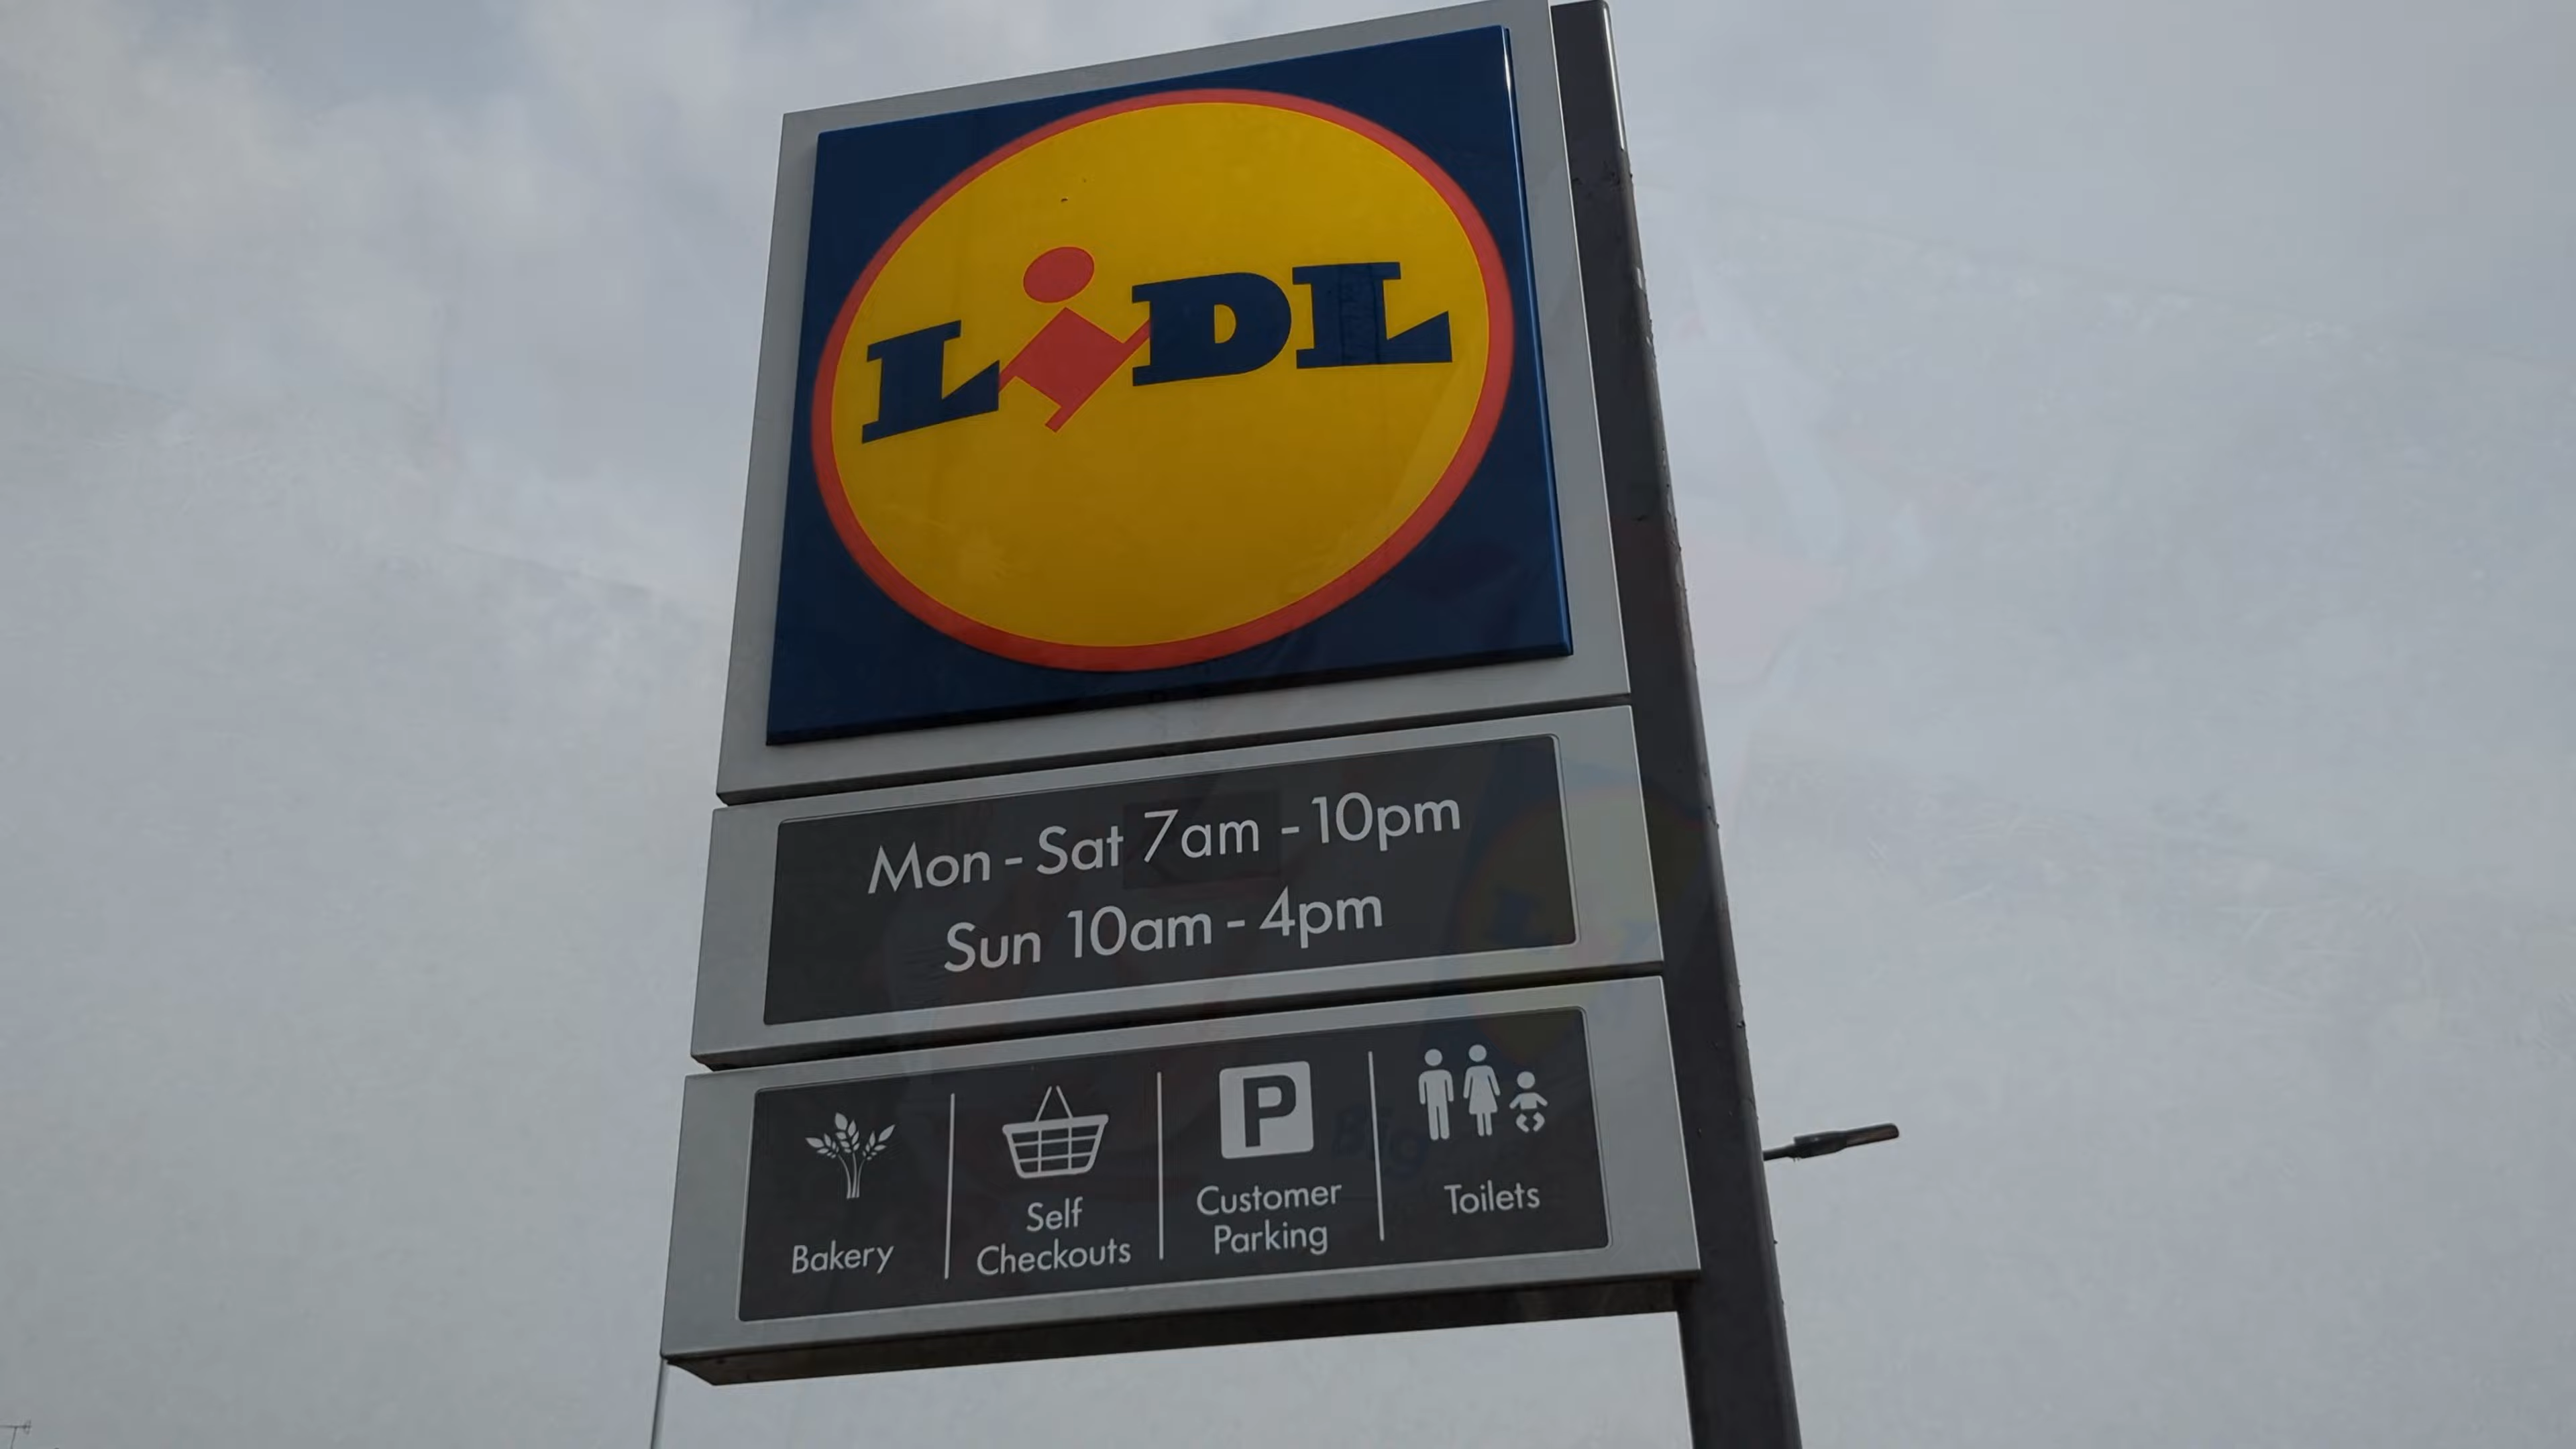 LiDL
Mon - Sat 7am - 10pm
Sun 10am - 4pm
Bakery
Self
Checkouts
P
Customer
Parking
Toilets